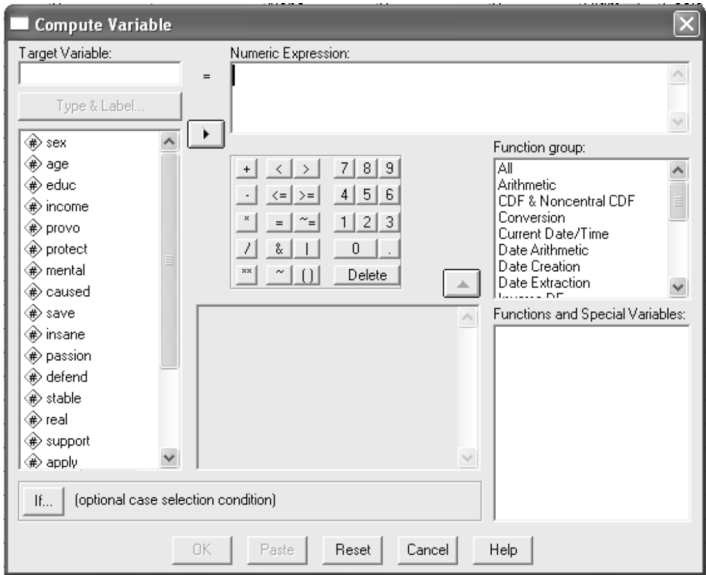 Compute Variable
Target Variable:
=
Numeric Expression:
Type & Label...
sex
age
educ
income
provo
protect
mental
caused
save
insane
passion
defend
stable
real
support
apply
+ < > 7 8 9
- <= >= 4 5 6
* = ~= 1 2 3
/ & | 0 .
** ~ () Delete
Function group:
All
Arithmetic
CDF & Noncentral CDF
Conversion
Current Date/Time
Date Arithmetic
Date Creation
Date Extraction
Functions and Special Variables:
If... (optional case selection condition)
OK Paste Reset Cancel Help